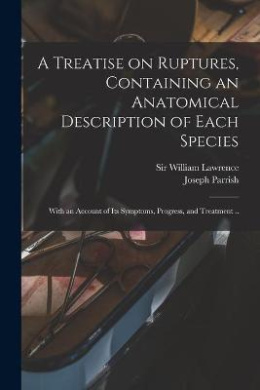 A Treatise on Ruptures,
Containing an
Anatomical
Description of Each
Species
Sir William Lawrence
Joseph Parrish
With an Account of Its Symptoms, Progress, and Treatment ..